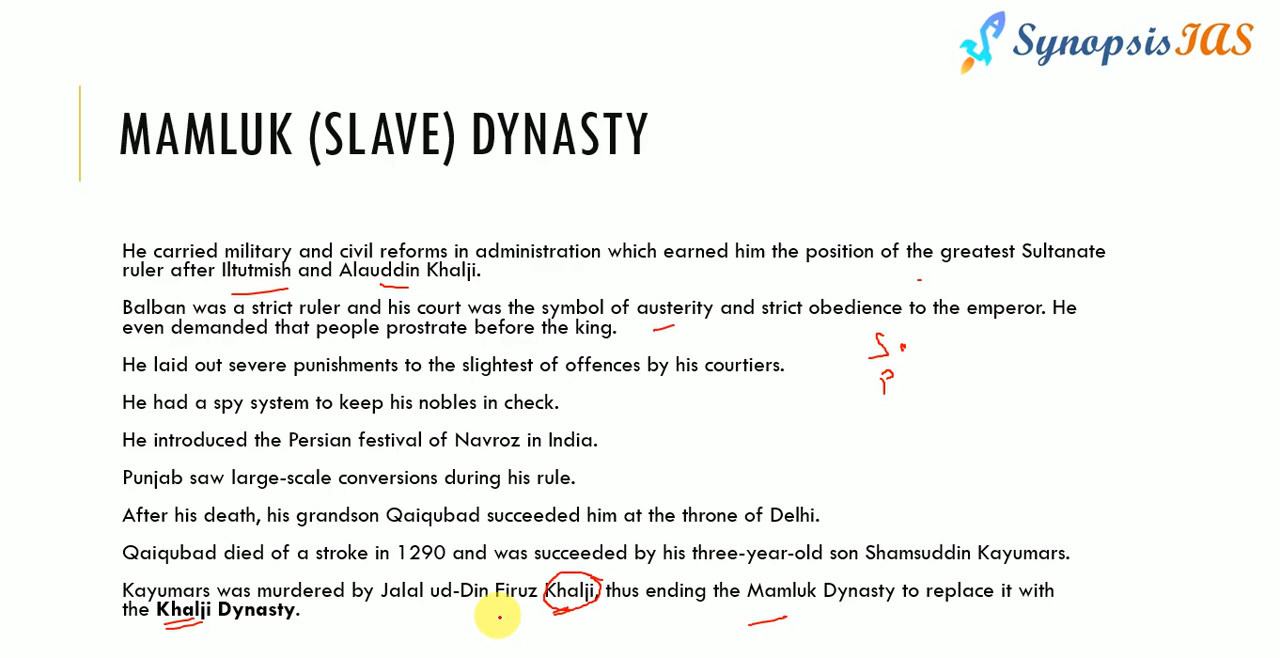 SynopsisIAS
MAMLUK (SLAVE) DYNASTY
He carried military and civil reforms in administration which earned him the position of the greatest Sultanate
ruler after Iltutmish and Alauddin Khalji.
Balban was a strict ruler and his court was the symbol of austerity and strict obedience to the emperor. He
even demanded that people prostrate before the king.
He laid out severe punishments to the slightest of offences by his courtiers.
He had a spy system to keep his nobles in check.
He introduced the Persian festival of Navroz in India.
Punjab saw large-scale conversions during his rule.
After his death, his grandson Qaiqubad succeeded him at the throne of Delhi.
Qaiqubad died of a stroke in 1290 and was succeeded by his three-year-old son Shamsuddin Kayumars.
Kayumars was murdered by Jalal ud-Din Firuz Khalji, thus ending the Mamluk Dynasty to replace it with
the Khalji Dynasty.